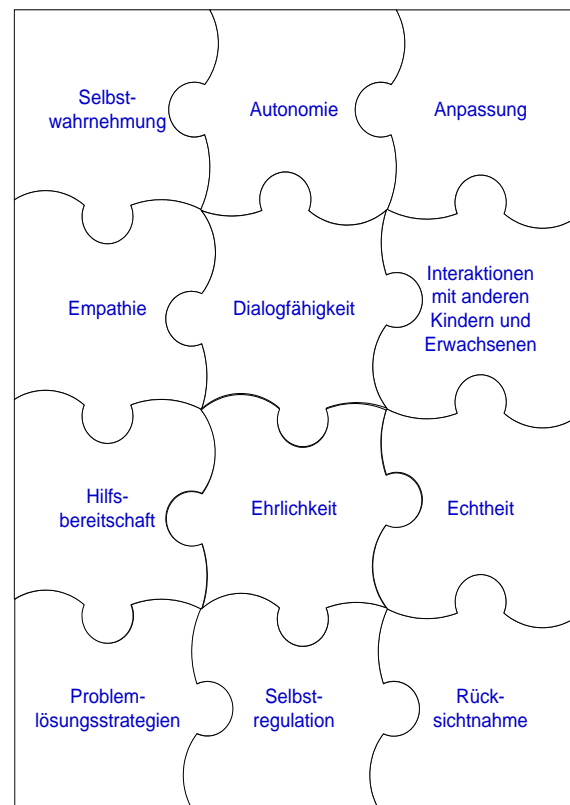 Selbst-
wahrnehmung
Autonomie
Anpassung
Empathie
Dialogfähigkeit
Interaktionen
mit anderen
Kindern und
Erwachsenen
Hilfs-
bereitschaft
Ehrlichkeit
Echtheit
Problem-
lösungsstrategien
Selbst-
regulation
Rück-
sichtnahme